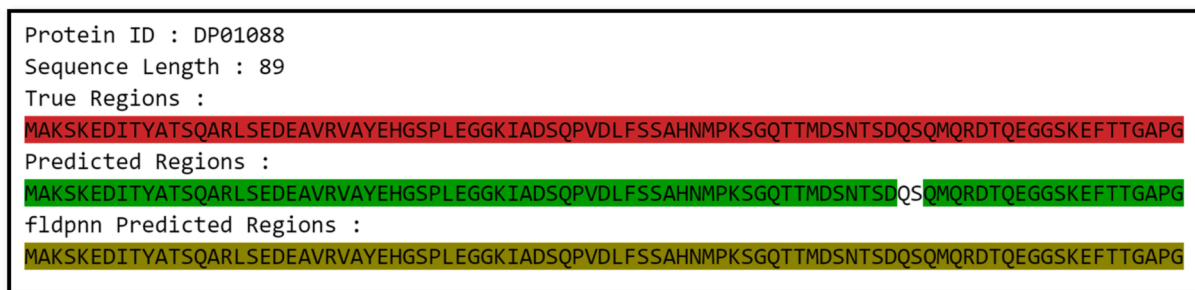 Protein ID : DP01088
Sequence Length : 89
True Regions :
MAKSKEDITYATSQARLSEDEAVRVAYEHGSPLEGGKIADSQPVDLFSSAHNMPKSGQTTMDSNTSDQSQMQRDTQEGGSKEFTTGAPG
Predicted Regions :
MAKSKEDITYATSQARLSEDEAVRVAYEHGSPLEGGKIADSQPVDLFSSAHNMPKSGQTTMDSNTSDQSQMQRDTQEGGSKEFTTGAPG
fldpnn Predicted Regions :
MAKSKEDITYATSQARLSEDEAVRVAYEHGSPLEGGKIADSQPVDLFSSAHNMPKSGQTTMDSNTSDQSQMQRDTQEGGSKEFTTGAPG